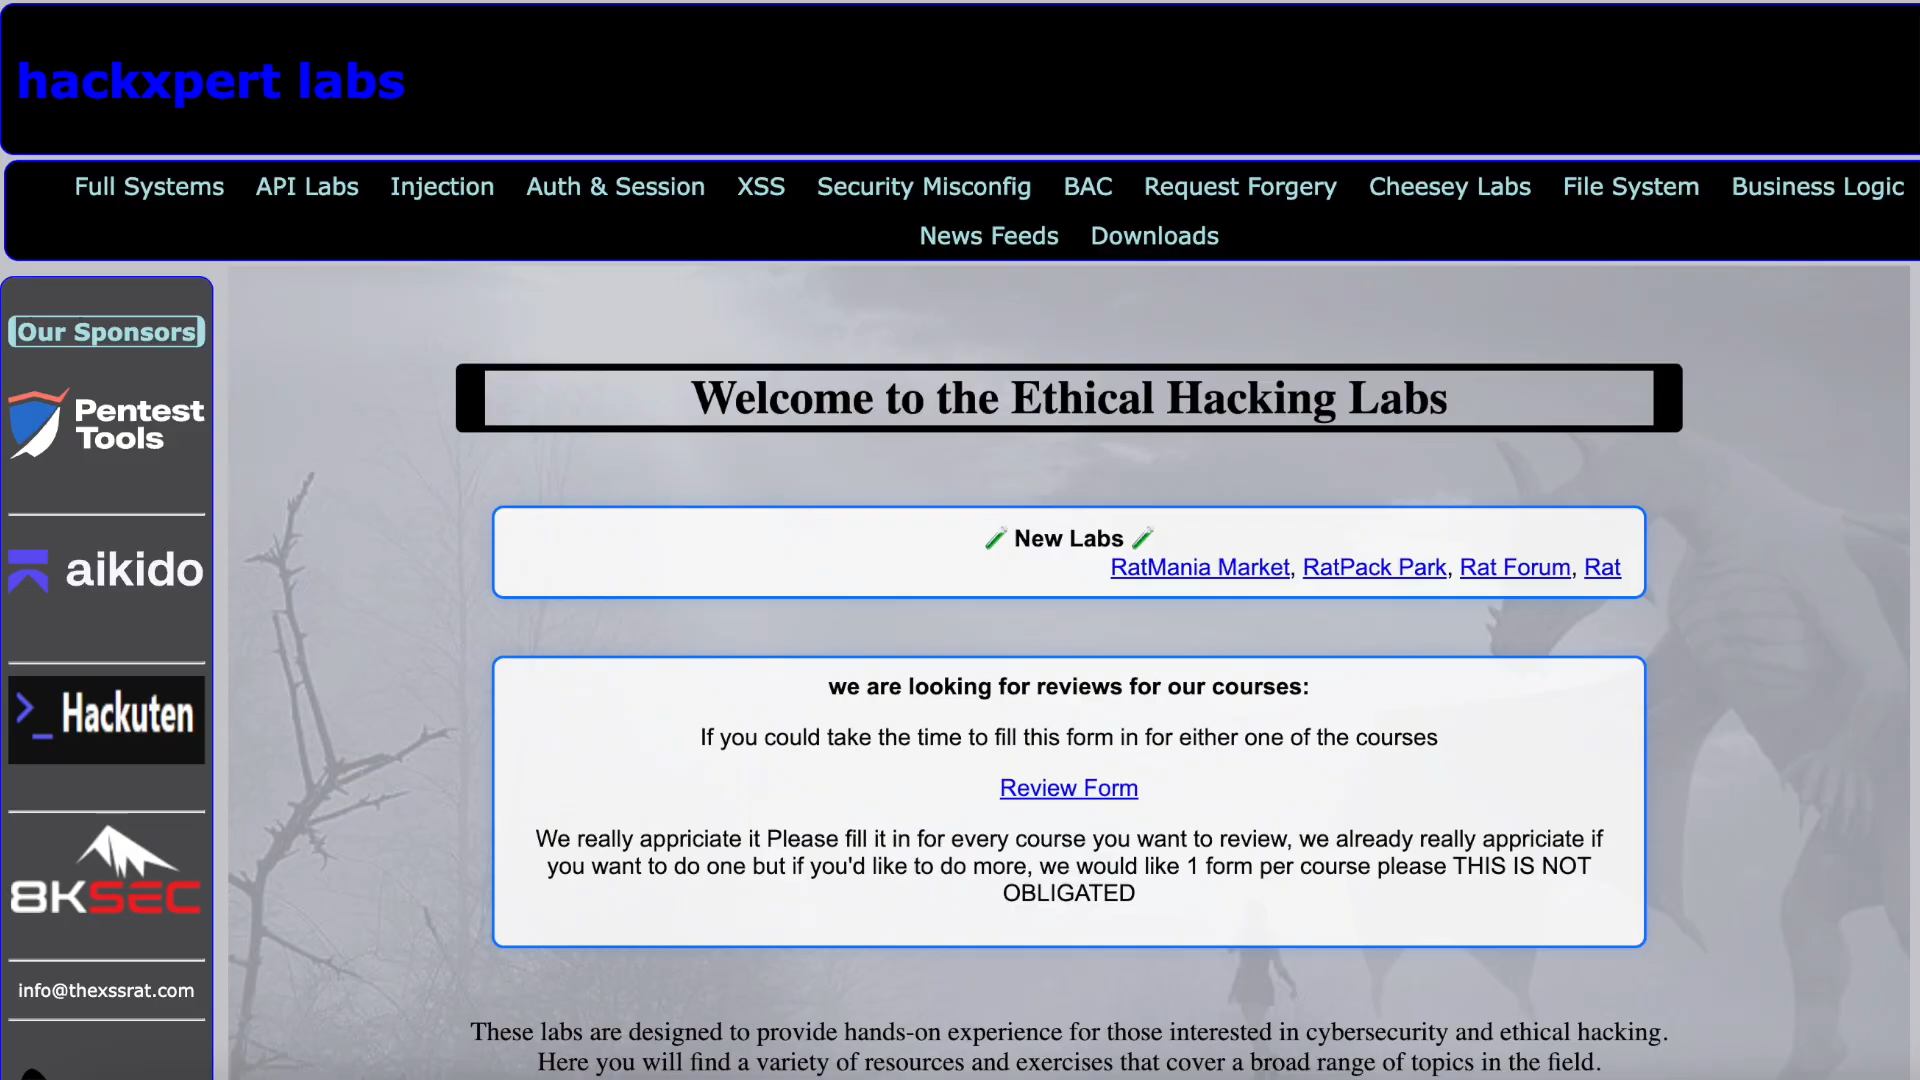 hackxpert labs
Full Systems API Labs Injection Auth & Session XSS Security Misconfig BAC Request Forgery Cheesey Labs File System Business Logic
News Feeds Downloads
Our Sponsors
Pentest
Tools
aikido
>_ Hackuten
8KSEC
info@thexssrat.com
Welcome to the Ethical Hacking Labs
New Labs
RatMania Market, RatPack Park, Rat Forum, Rat
we are looking for reviews for our courses:
If you could take the time to fill this form in for either one of the courses
Review Form
We really appriciate it Please fill it in for every course you want to review, we already really appriciate if
you want to do one but if you'd like to do more, we would like 1 form per course please THIS IS NOT
OBLIGATED
These labs are designed to provide hands-on experience for those interested in cybersecurity and ethical hacking.
Here you will find a variety of resources and exercises that cover a broad range of topics in the field.